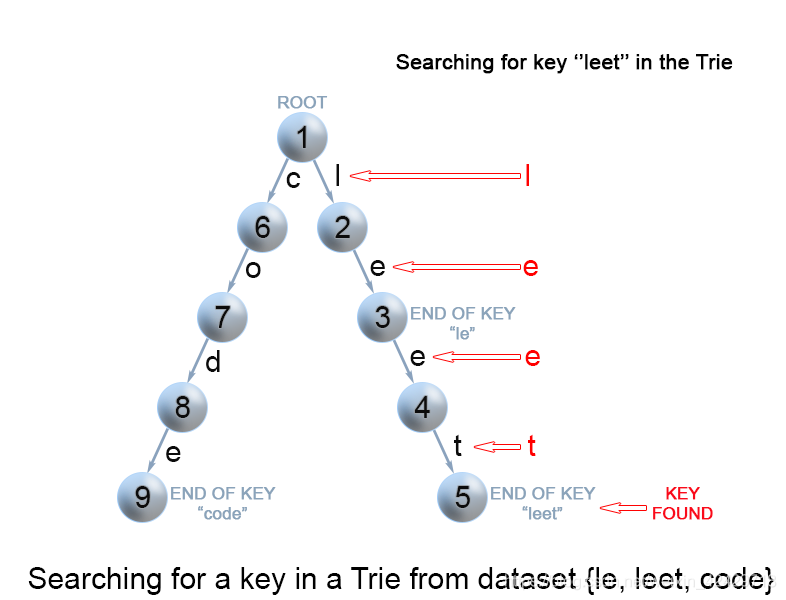 Searching for key ‘’leet’’ in the Trie
ROOT
1
c
l
l
6
2
o
e
e
7
3
END OF KEY
“le”
d
e
e
8
4
e
t
t
9
END OF KEY
“code”
5
END OF KEY
“leet”
KEY
FOUND
Searching for a key in a Trie from dataset {le, leet, code}